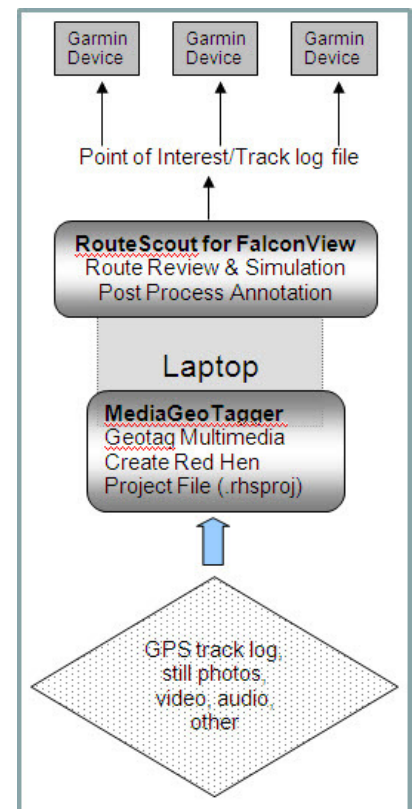 Garmin Device
Garmin Device
Garmin Device
Point of Interest/Track log file
RouteScout for FalconView
Route Review & Simulation
Post Process Annotation
Laptop
MediaGeoTagger
Geotag Multimedia
Create Red Hen
Project File (.rhsproj)
GPS track log,
still photos,
video, audio,
other